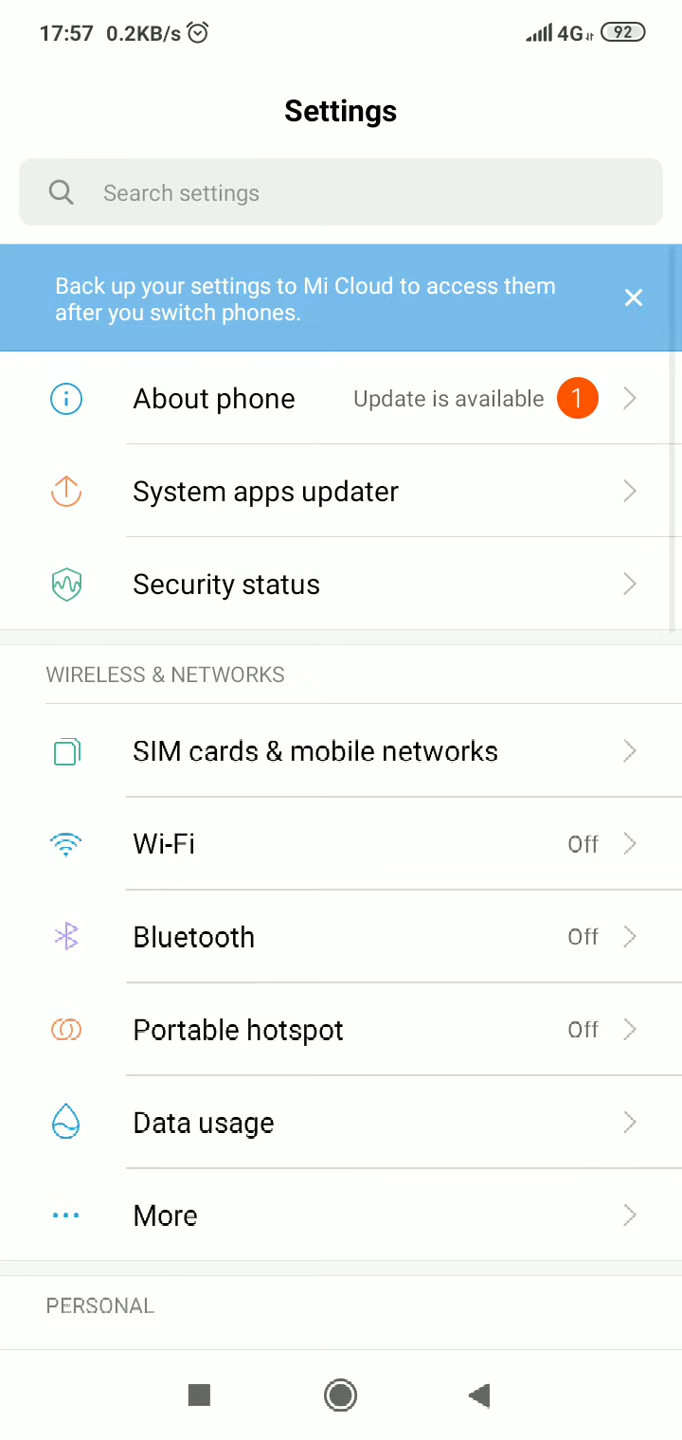 17:57 0.2KB/s 4G 92
Settings
Search settings
Back up your settings to Mi Cloud to access them
after you switch phones.
About phone Update is available 1
System apps updater
Security status
WIRELESS & NETWORKS
SIM cards & mobile networks
Wi-Fi Off
Bluetooth Off
Portable hotspot Off
Data usage
More
PERSONAL